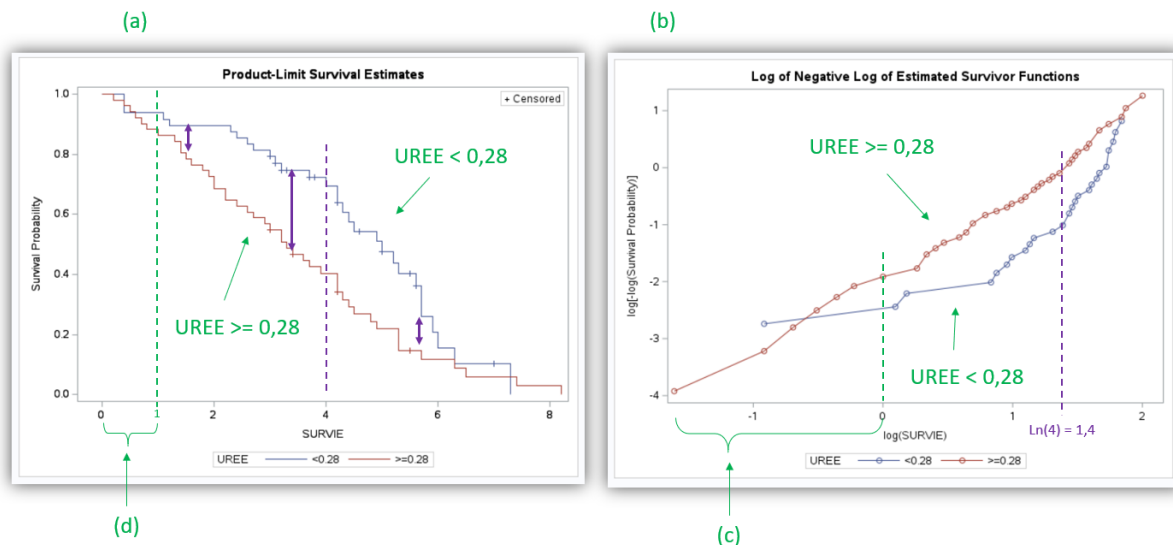 (a)
Product-Limit Survival Estimates
+ Censored
1.0
0.8
0.6
0.4
0.2
0.0
Survival Probability
UREE < 0,28
UREE >= 0,28
0
1
2
4
6
8
SURVIE
UREE
<0.28
>=0.28
(d)
(b)
Log of Negative Log of Estimated Survivor Functions
1
0
-1
-2
-3
-4
log[-log(Survival Probability)]
UREE >= 0,28
UREE < 0,28
-1
0
1
2
Ln(4) = 1,4
log(SURVIE)
UREE
<0.28
>=0.28
(c)